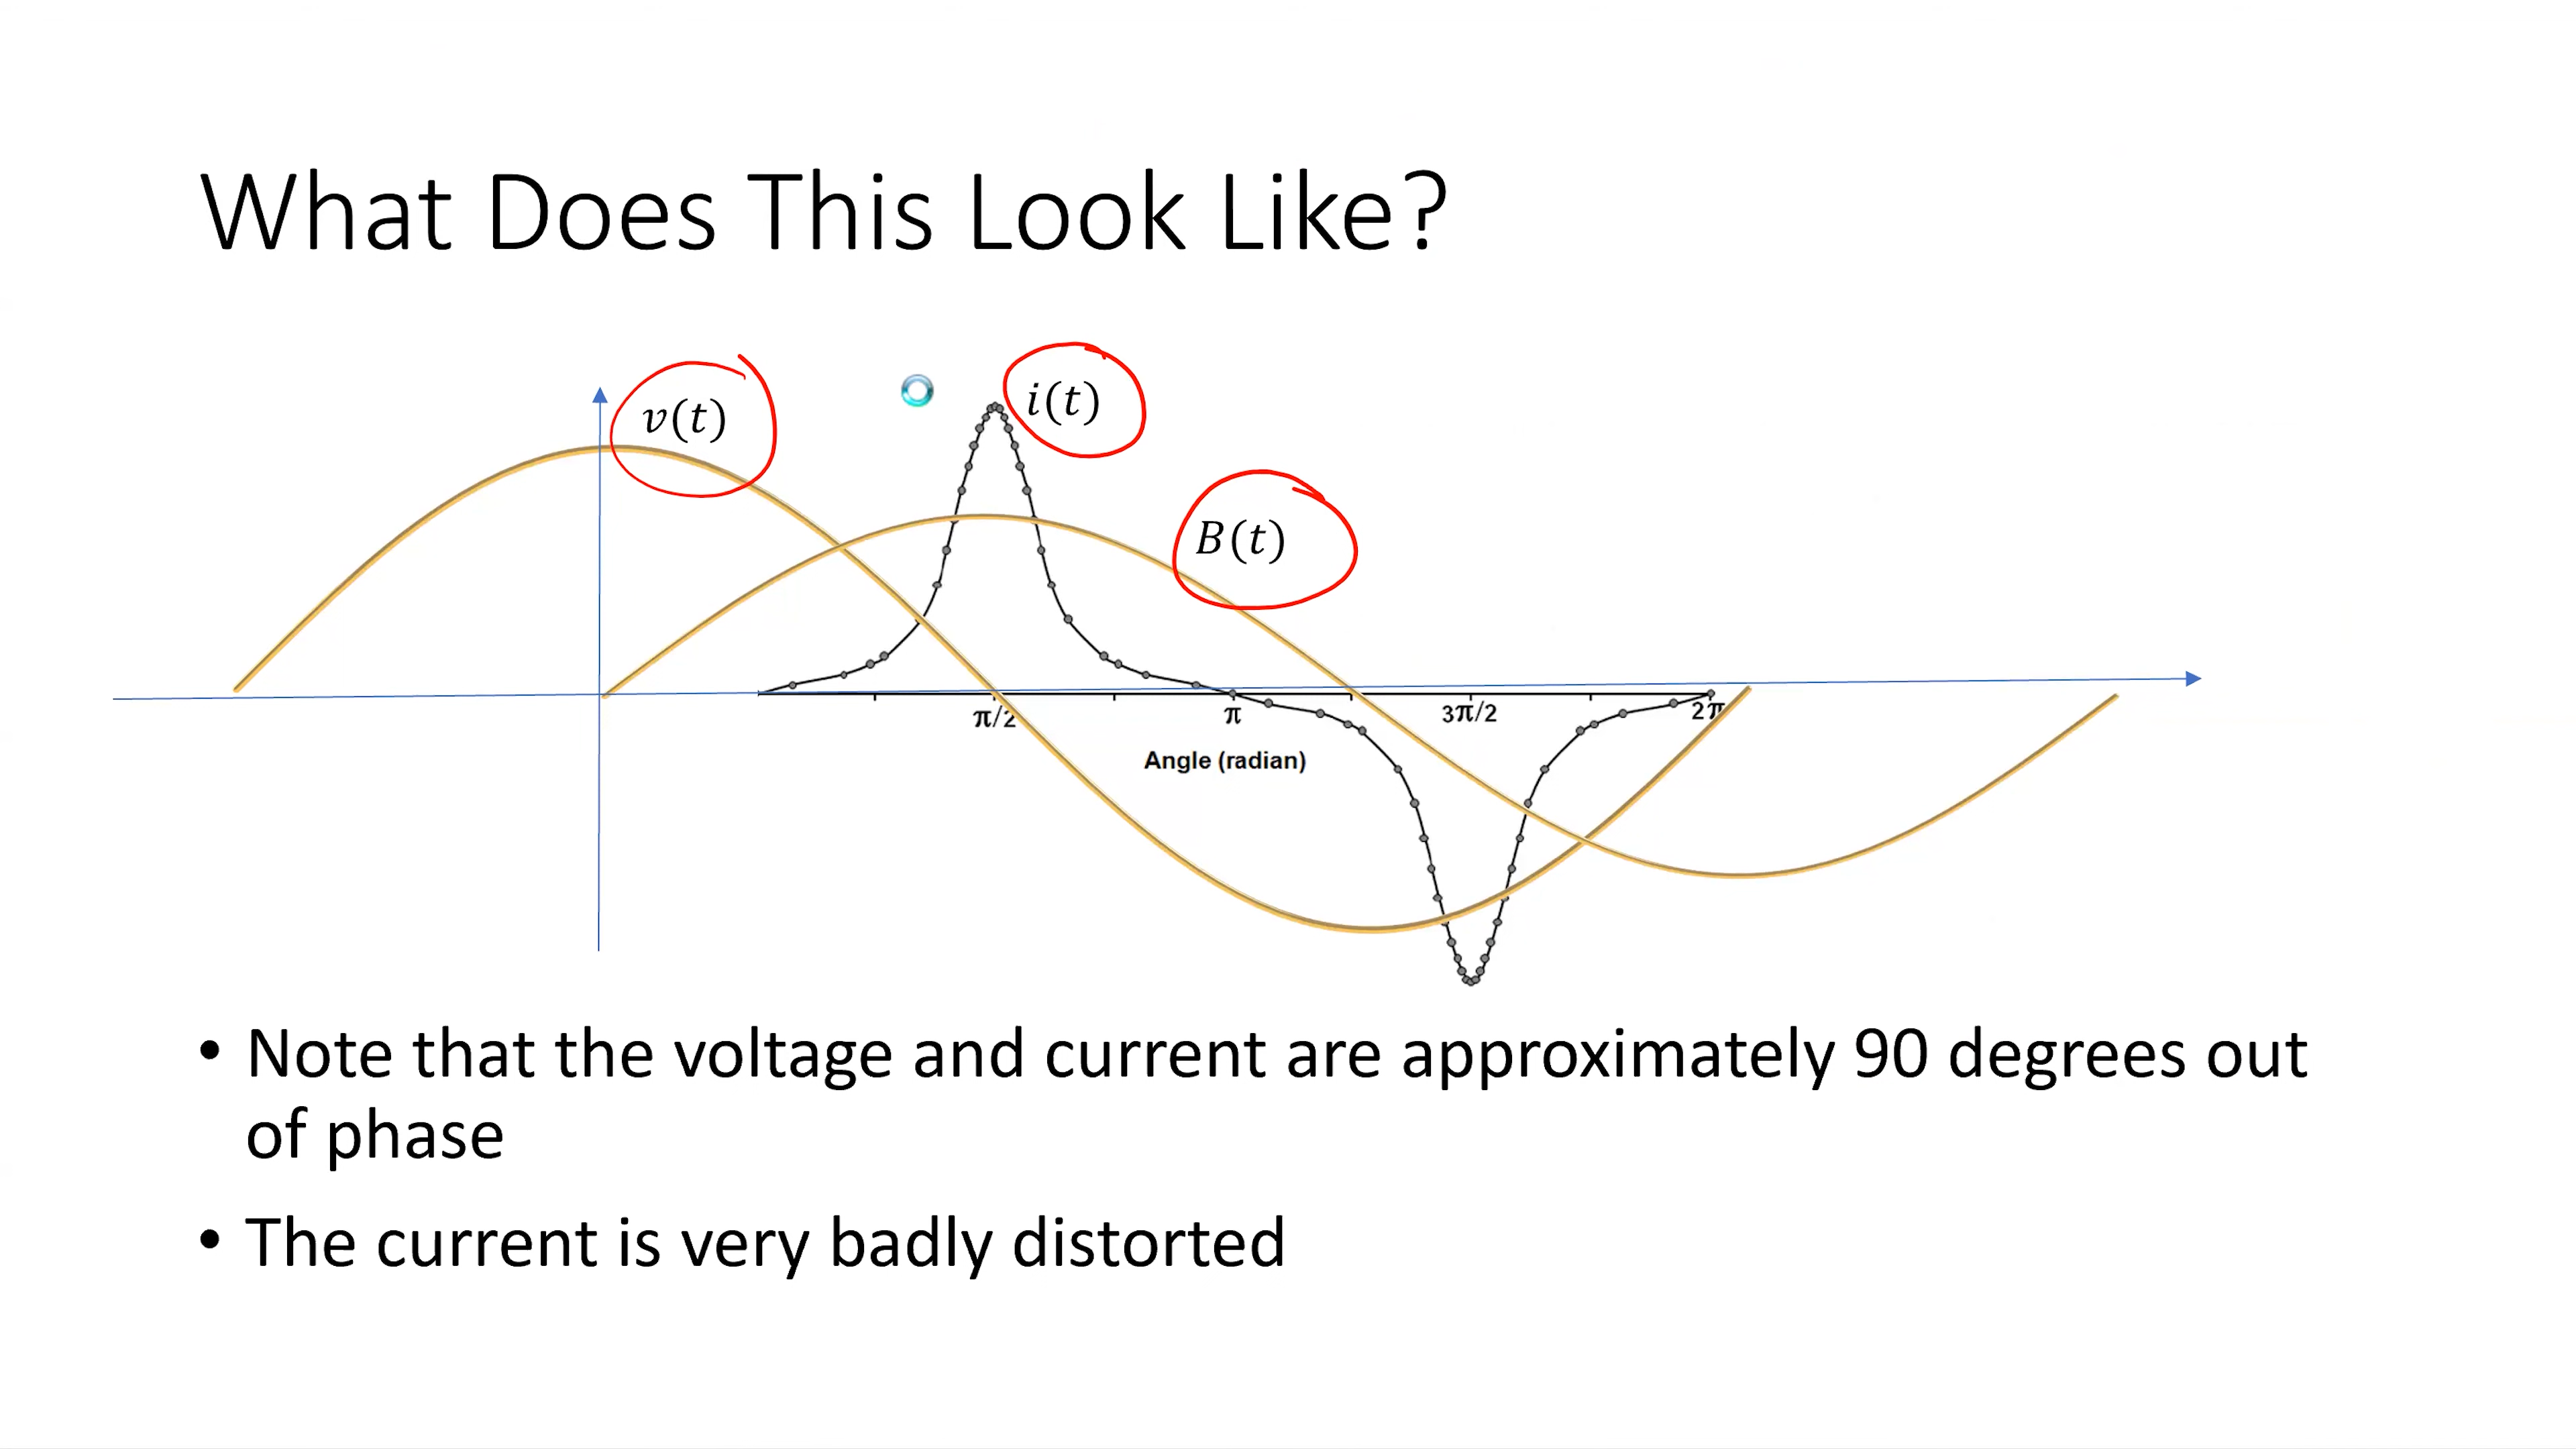 What Does This Look Like?
v(t)
i(t)
B(t)
π/2
π
3π/2
2π
Angle (radian)
• Note that the voltage and current are approximately 90 degrees out
of phase
• The current is very badly distorted